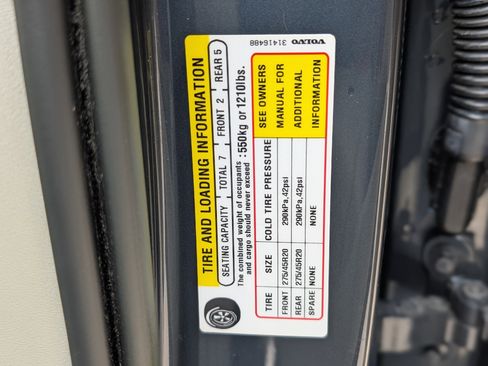 TIRE AND LOADING INFORMATION
SEATING CAPACITY TOTAL 7 FRONT 2 REAR 5
The combined weight of occupants
and cargo should never exceed
:550kg or 1210lbs.
TIRE SIZE COLD TIRE PRESSURE
FRONT 275/45R20 290kPa,42psi
REAR 275/45R20 290kPa,42psi
SPARE NONE NONE
SEE OWNERS
MANUAL FOR
ADDITIONAL
INFORMATION
31416488 VOLVO